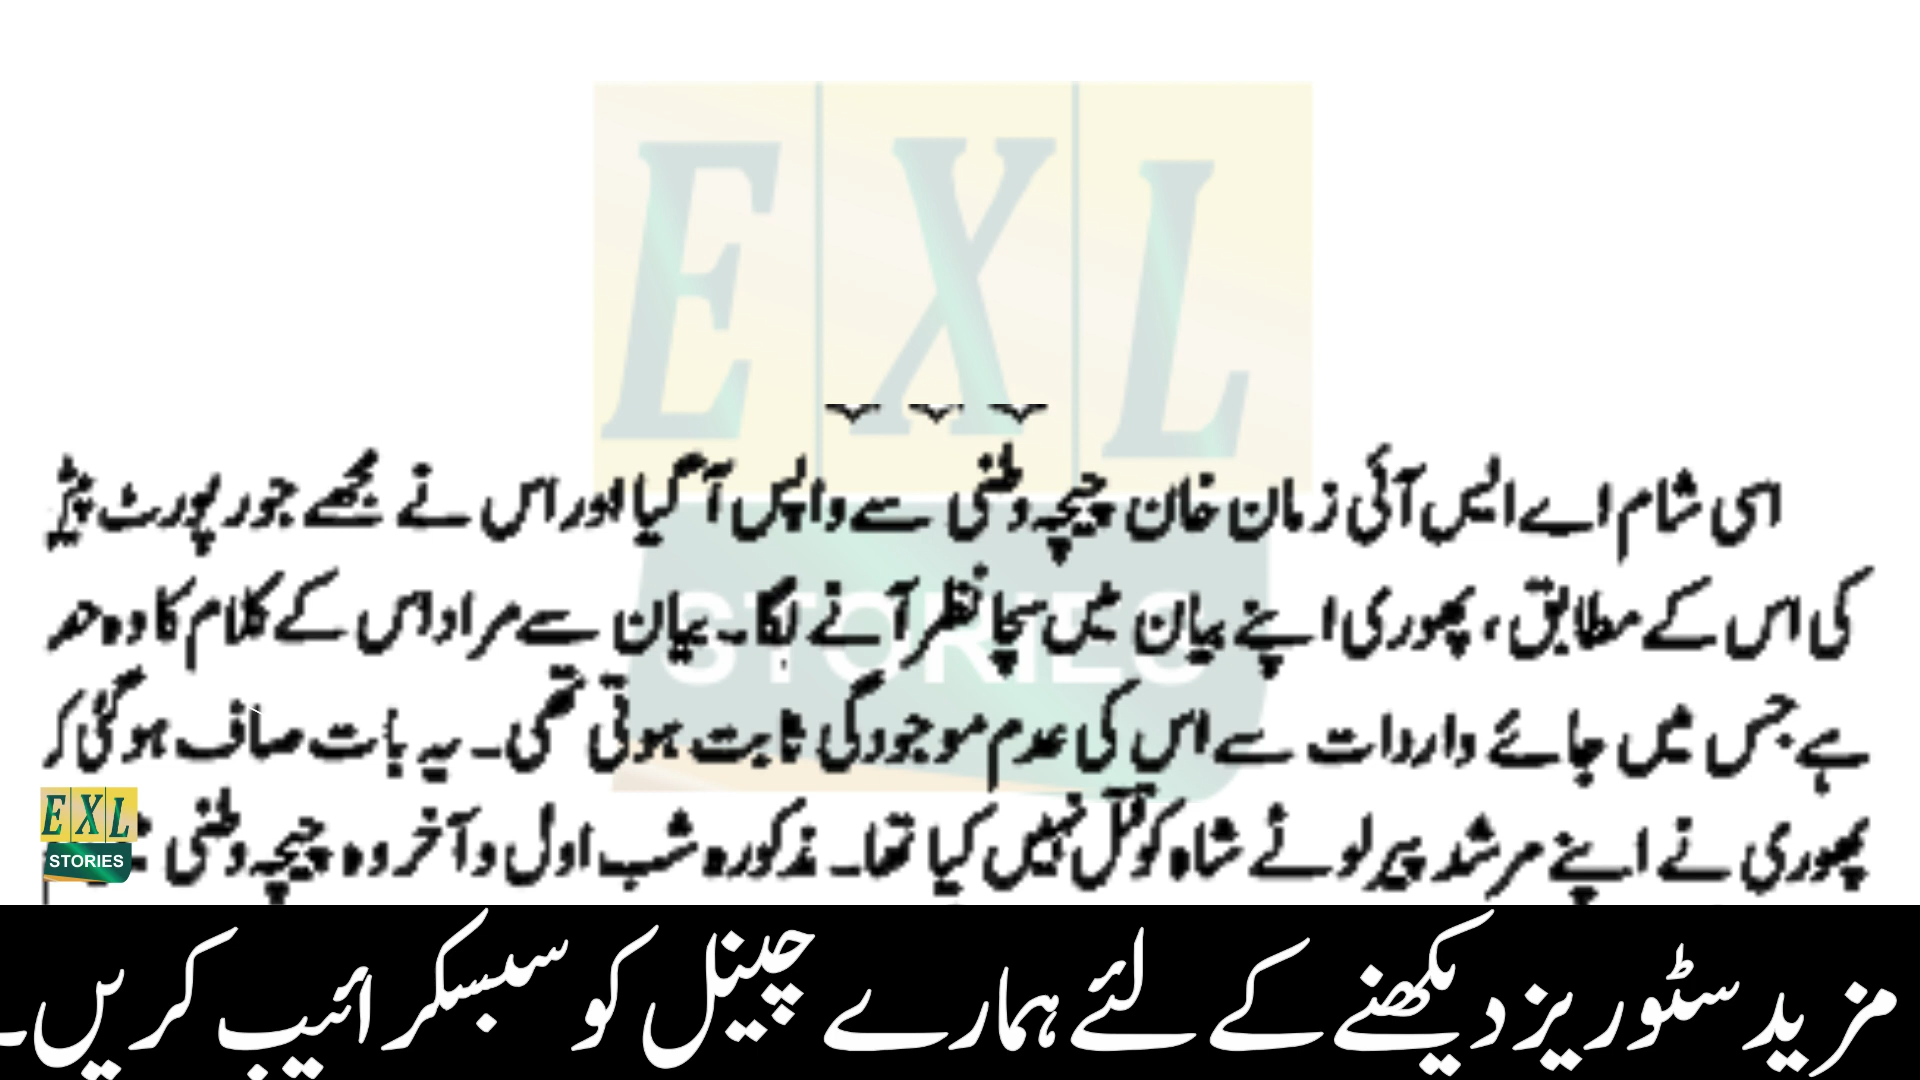 EXL
STORIES
اسی شام اے ایس آئی زمان خان چیچہ وطنی سے واپس آ گیا اور اس نے مجھے جو رپورٹ پیش
کی اس کے مطابق، پھوری اپنے بیان میں سچا نظر آنے لگا۔ بیان سے مراد اس کے کلام کا وہ حصہ
ہے جس میں جائے واردات سے اس کی عدم موجودگی ثابت ہوتی تھی۔ یہ بات صاف ہو گئی کہ
پھوری نے اپنے مرشد پیر لوٹے شاہ کو قتل نہیں کیا تھا۔ مذکورہ شب اول و آخر وہ چیچہ وطنی
EXL
STORIES
مزید سٹوریز دیکھنے کے لئے ہمارے چینل کو سبسکرائیب کریں۔